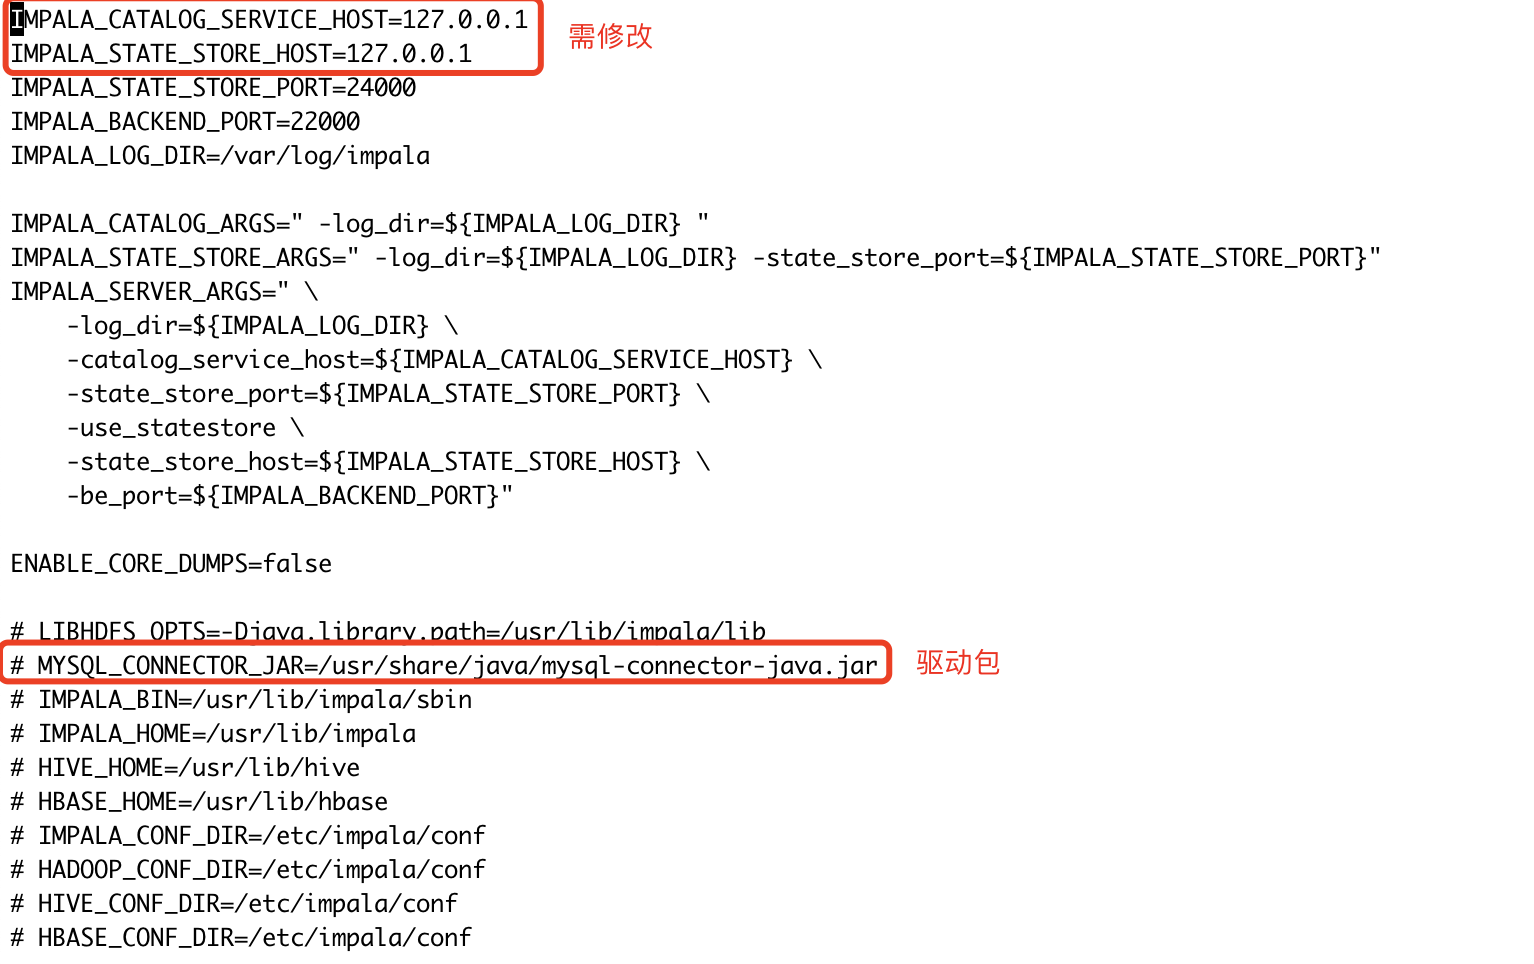 IMPALA_CATALOG_SERVICE_HOST=127.0.0.1
需修改
IMPALA_STATE_STORE_HOST=127.0.0.1
IMPALA_STATE_STORE_PORT=24000
IMPALA_BACKEND_PORT=22000
IMPALA_LOG_DIR=/var/log/impala

IMPALA_CATALOG_ARGS=" -log_dir=${IMPALA_LOG_DIR} "
IMPALA_STATE_STORE_ARGS=" -log_dir=${IMPALA_LOG_DIR} -state_store_port=${IMPALA_STATE_STORE_PORT}"
IMPALA_SERVER_ARGS=" \
    -log_dir=${IMPALA_LOG_DIR} \
    -catalog_service_host=${IMPALA_CATALOG_SERVICE_HOST} \
    -state_store_port=${IMPALA_STATE_STORE_PORT} \
    -use_statestore \
    -state_store_host=${IMPALA_STATE_STORE_HOST} \
    -be_port=${IMPALA_BACKEND_PORT}"

ENABLE_CORE_DUMPS=false

# LIBHDFS_OPTS=-Djava.library.path=/usr/lib/impala/lib
# MYSQL_CONNECTOR_JAR=/usr/share/java/mysql-connector-java.jar
驱动包
# IMPALA_BIN=/usr/lib/impala/sbin
# IMPALA_HOME=/usr/lib/impala
# HIVE_HOME=/usr/lib/hive
# HBASE_HOME=/usr/lib/hbase
# IMPALA_CONF_DIR=/etc/impala/conf
# HADOOP_CONF_DIR=/etc/impala/conf
# HIVE_CONF_DIR=/etc/impala/conf
# HBASE_CONF_DIR=/etc/impala/conf